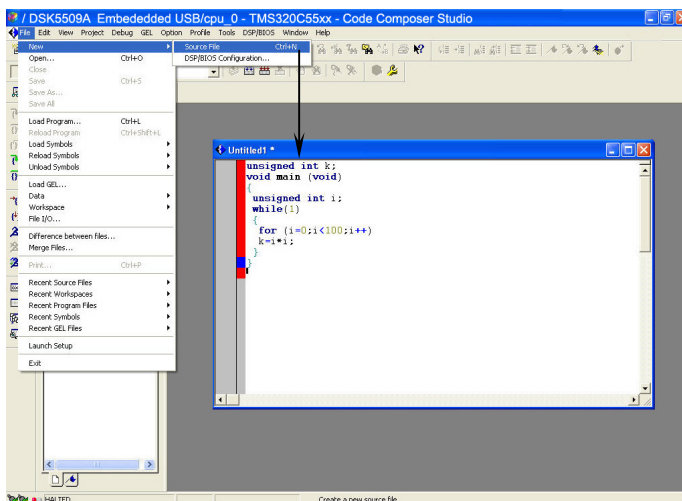 / DSK5509A Embededded USB/cpu_0 - TMS320C55xx - Code Composer Studio
File Edit View Project Debug GEL Option Profile Tools DSP/BIOS Window Help
New
Source File Ctrl+N
Open... Ctrl+O
DSP/BIOS Configuration...
Close
Save Ctrl+S
Save As...
Save All
Load Program... Ctrl+L
Reload Program Ctrl+Shift+L
Load Symbols
Reload Symbols
Unload Symbols
Load GEL...
Data
Workspace
File I/O...
Difference between files...
Merge Files...
Print... Ctrl+P
Recent Source Files
Recent Workspaces
Recent Program Files
Recent Symbols
Recent GEL Files
Launch Setup
Exit
Untitled1 *
unsigned int k;
void main (void)
{
unsigned int i;
while(1)
{
for (i=0;i<100;i++)
k=i*i;
}
}
HALTED
Create a new source file